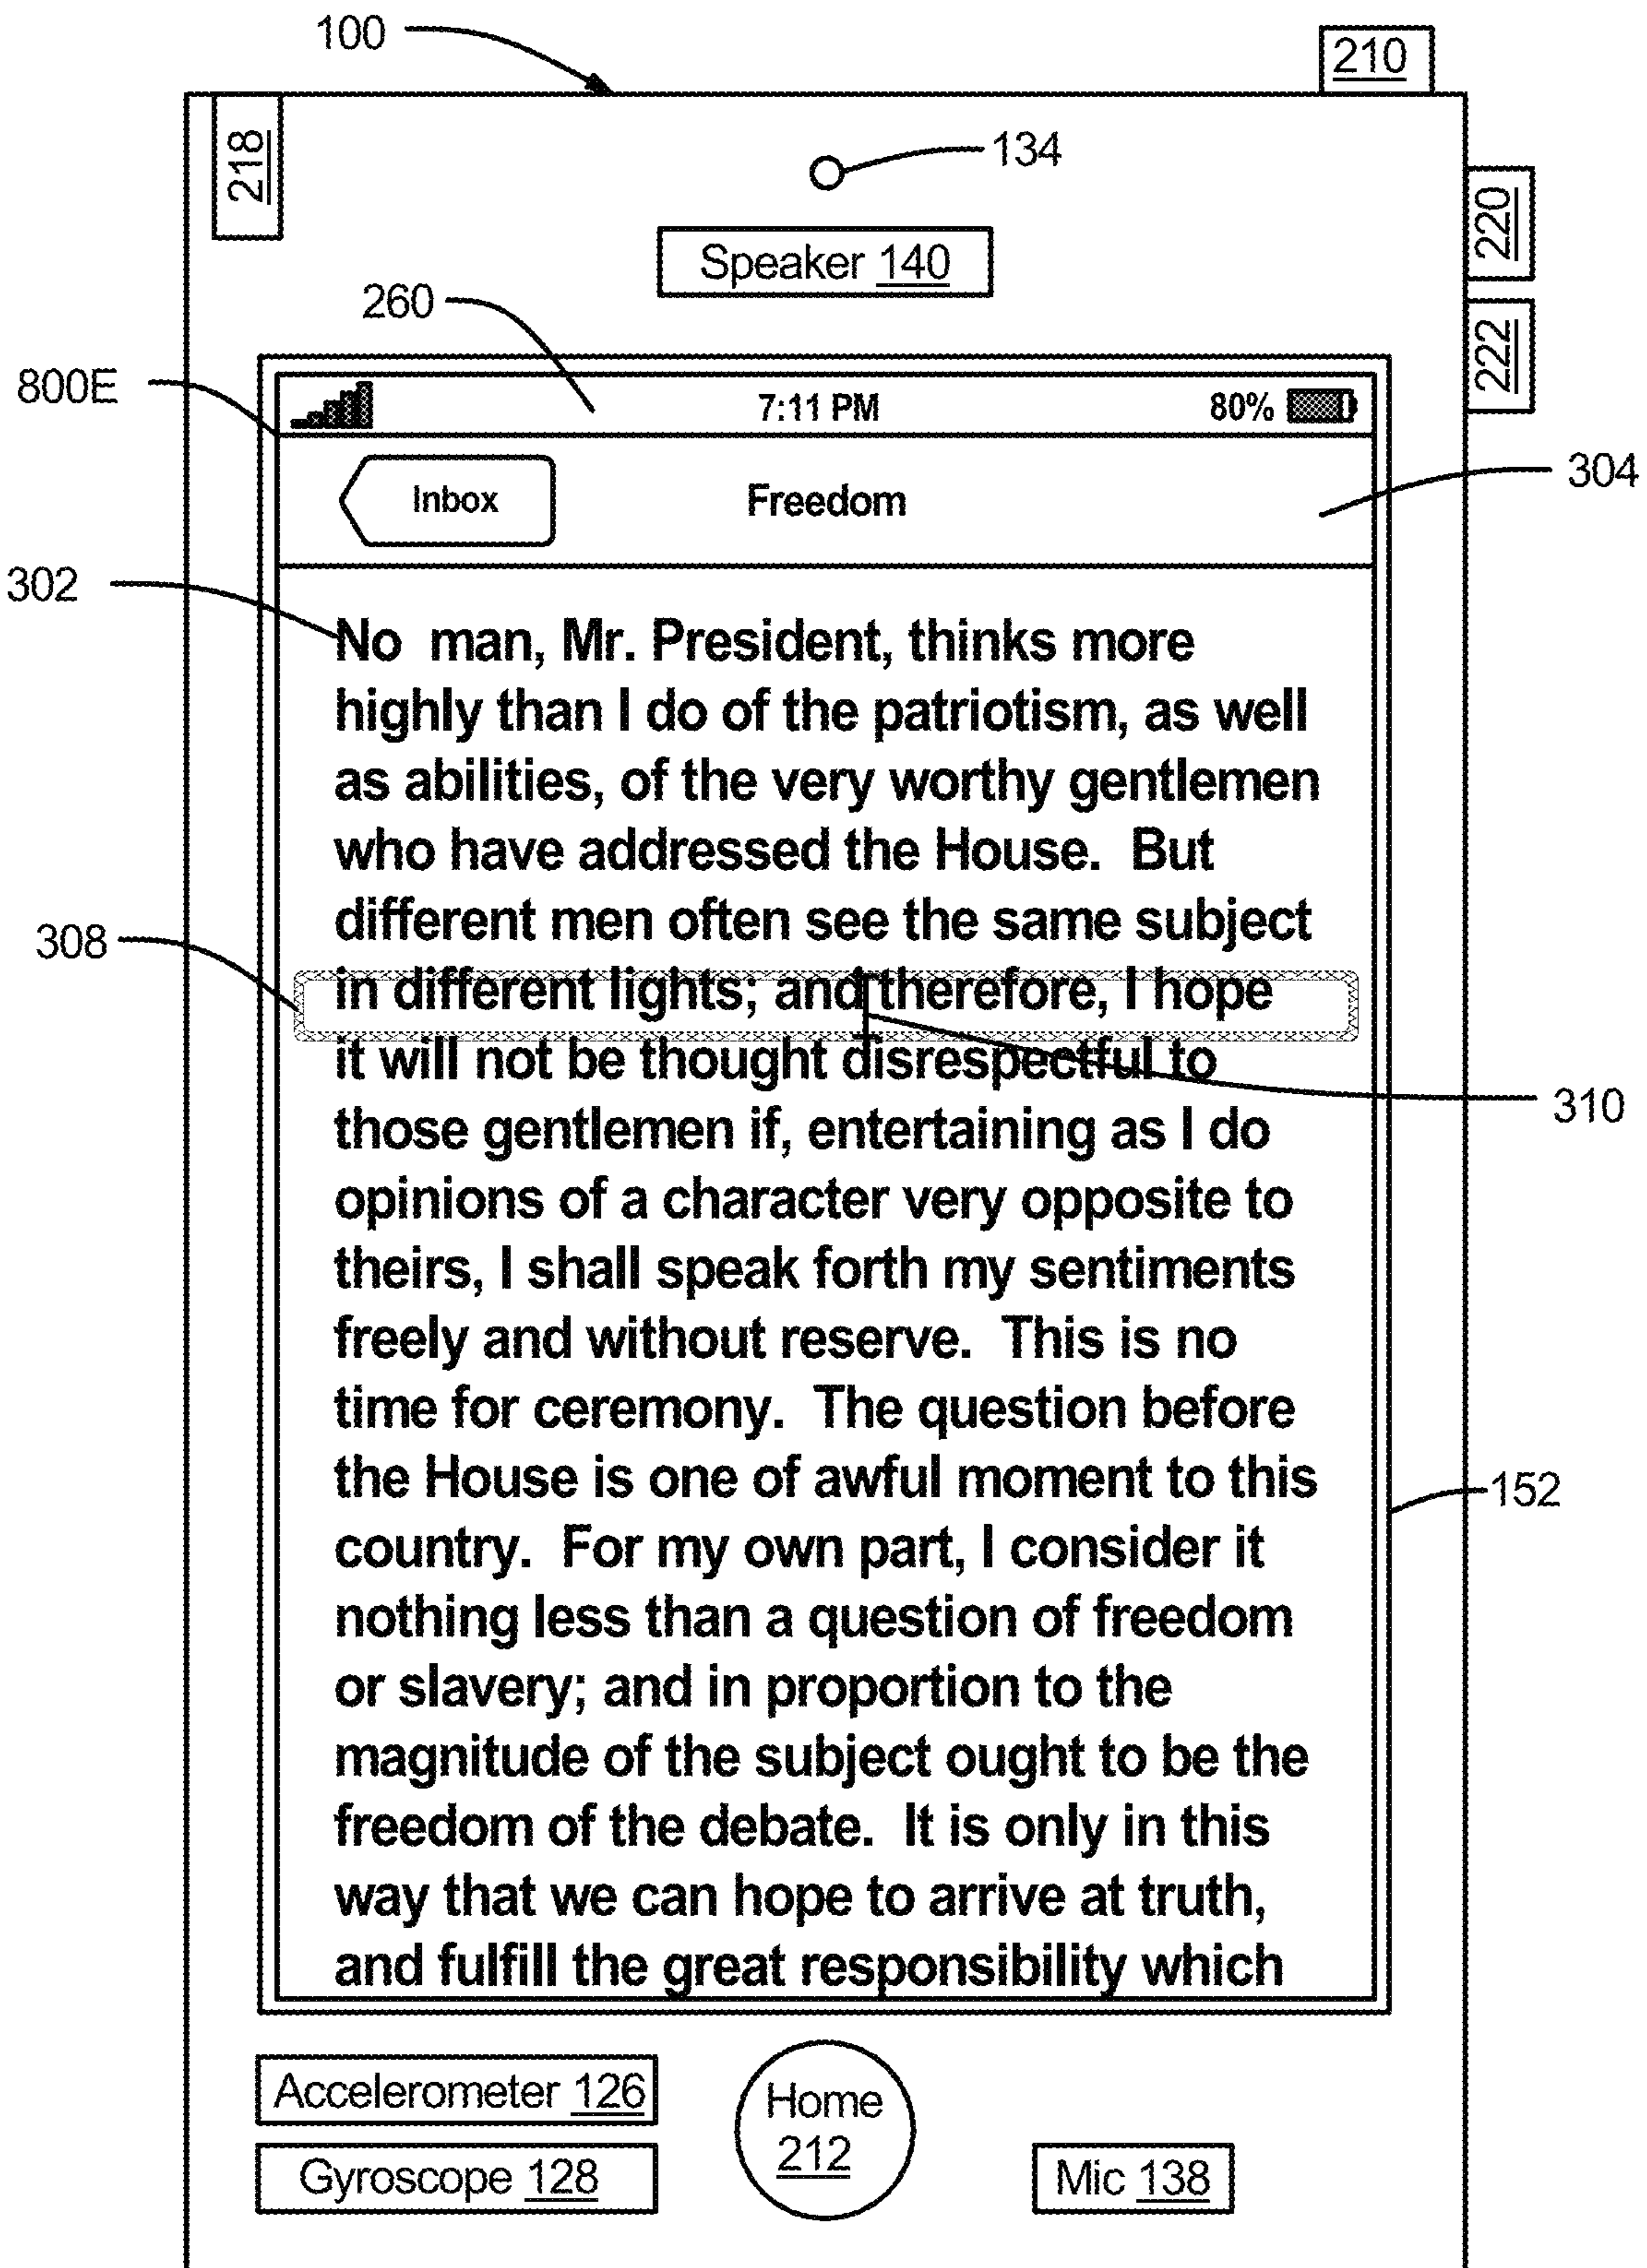 100
210
218
134
220
Speaker 140
260
222
800E
7:11 PM
80%
304
Inbox
Freedom
302
No man, Mr. President, thinks more
highly than I do of the patriotism, as well
as abilities, of the very worthy gentlemen
who have addressed the House. But
different men often see the same subject
308
in different lights; and therefore, I hope
it will not be thought disrespectful to
310
those gentlemen if, entertaining as I do
opinions of a character very opposite to
theirs, I shall speak forth my sentiments
freely and without reserve. This is no
time for ceremony. The question before
the House is one of awful moment to this
152
country. For my own part, I consider it
nothing less than a question of freedom
or slavery; and in proportion to the
magnitude of the subject ought to be the
freedom of the debate. It is only in this
way that we can hope to arrive at truth,
and fulfill the great responsibility which
Accelerometer 126
Home
212
Gyroscope 128
Mic 138